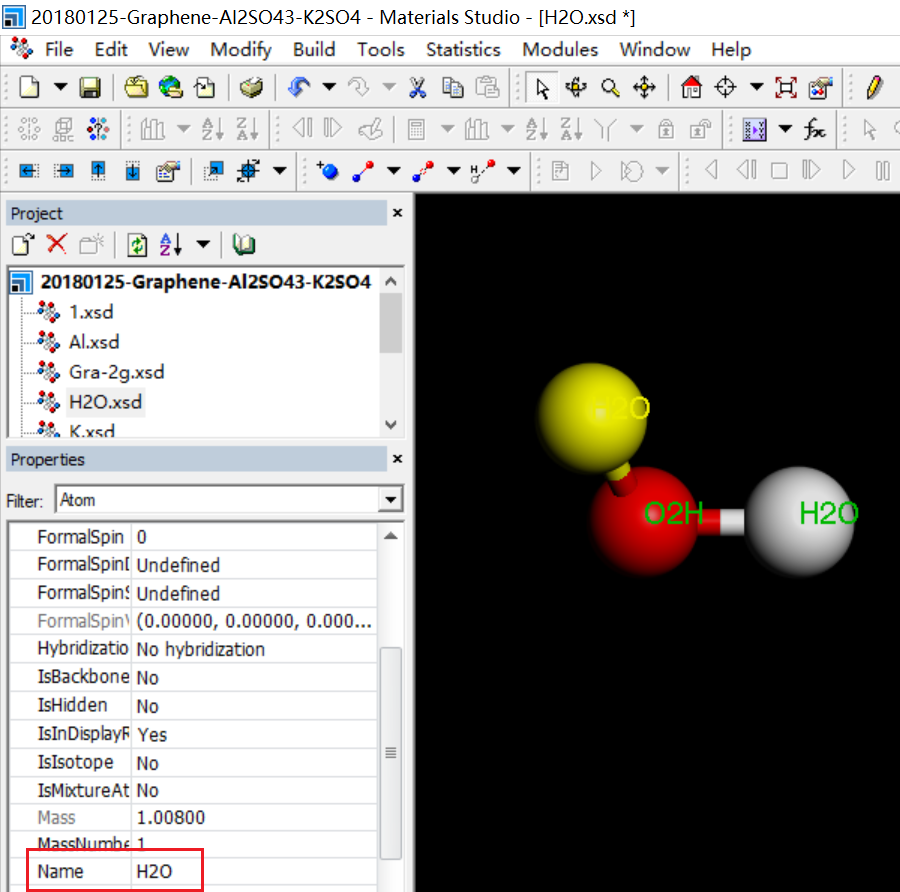 20180125-Graphene-Al2SO43-K2SO4 - Materials Studio - [H2O.xsd *]
File Edit View Modify Build Tools Statistics Modules Window Help
Project
20180125-Graphene-Al2SO43-K2SO4
1.xsd
Al.xsd
Gra-2g.xsd
H2O.xsd
K.xsd
Properties
Filter: Atom
FormalSpin 0
FormalSpinD Undefined
FormalSpinS Undefined
FormalSpinV (0.00000, 0.00000, 0.000...
Hybridizatio No hybridization
IsBackbone No
IsHidden No
IsInDisplayR Yes
IsIsotope No
IsMixtureAt No
Mass 1.00800
MassNumbe 1
Name H2O
H2O
O2H
H2O